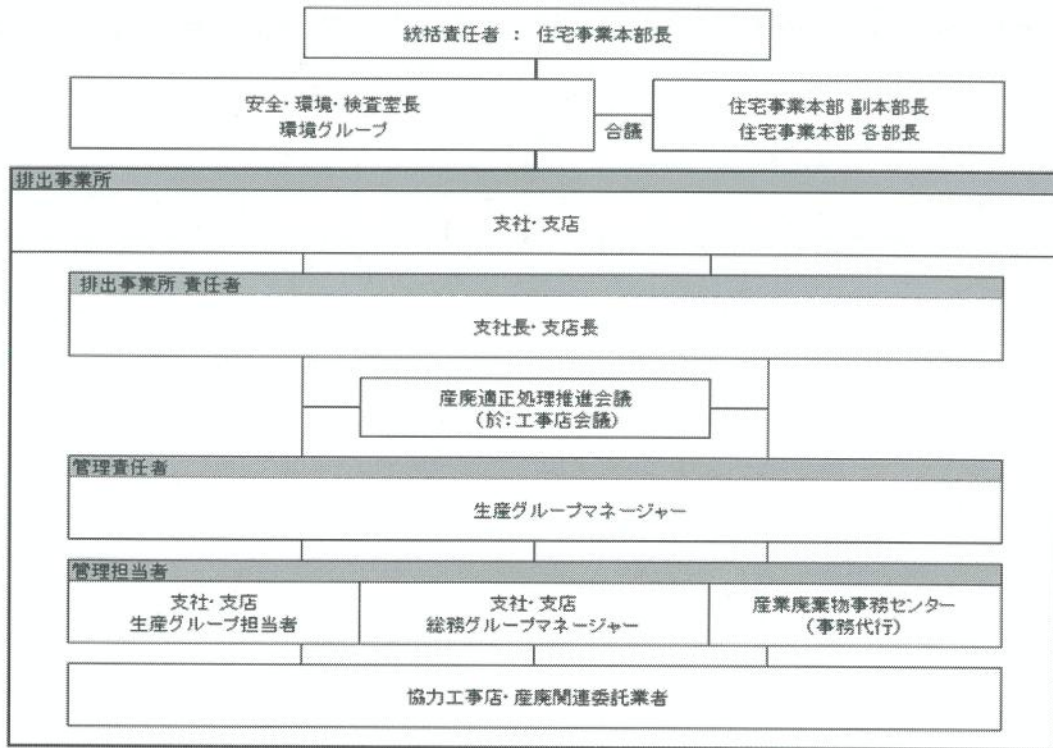 統括責任者 : 住宅事業本部長
安全・環境・検査室長
環境グループ
合議
住宅事業本部 副本部長
住宅事業本部 各部長
排出事業所
支社・支店
排出事業所 責任者
支社長・支店長
産廃適正処理推進会議
(於:工事店会議)
管理責任者
生産グループマネージャー
管理担当者
支社・支店
生産グループ担当者
支社・支店
総務グループマネージャー
産業廃棄物事務センター
(事務代行)
協力工事店・産廃関連委託業者